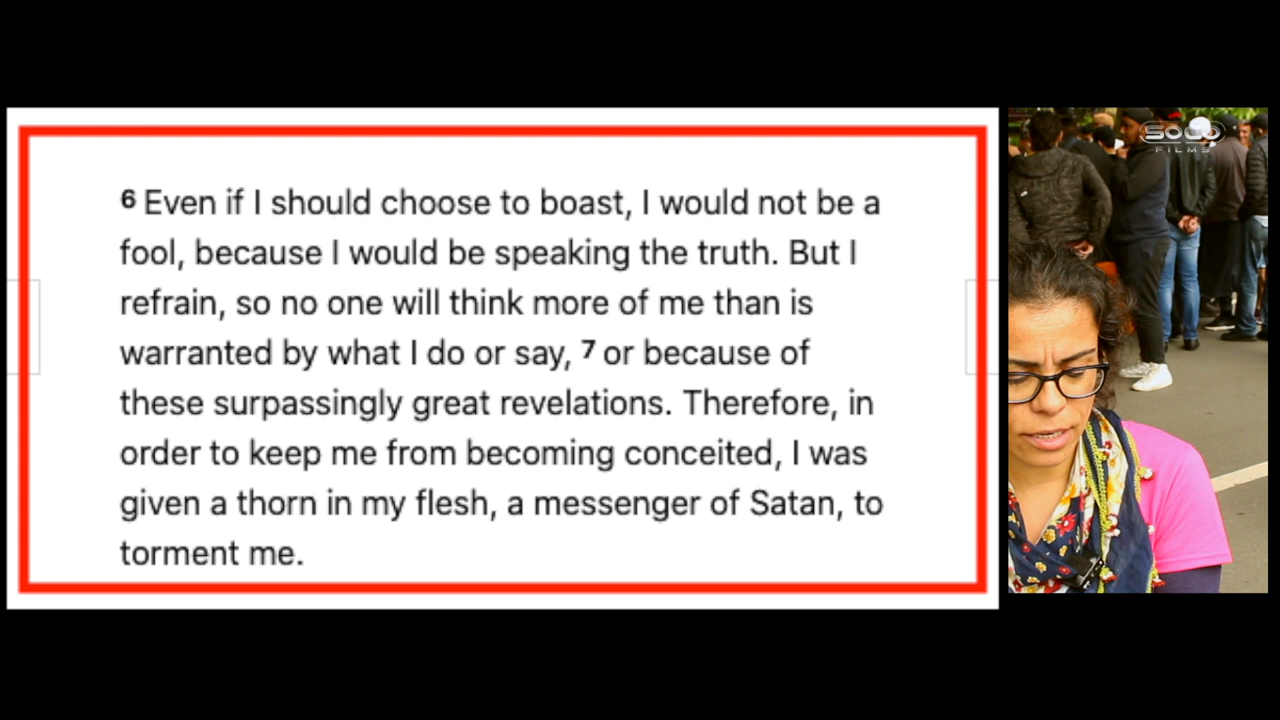 6 Even if I should choose to boast, I would not be a
fool, because I would be speaking the truth. But I
refrain, so no one will think more of me than is
warranted by what I do or say, 7 or because of
these surpassingly great revelations. Therefore, in
order to keep me from becoming conceited, I was
given a thorn in my flesh, a messenger of Satan, to
torment me.
SOCO
FILMS